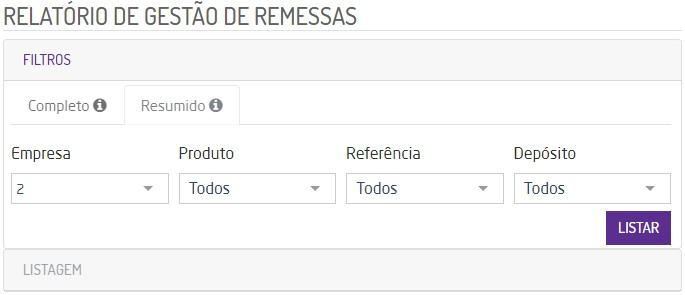 RELATÓRIO DE GESTÃO DE REMESSAS
FILTROS
Completo Resumido
Empresa Produto Referência Depósito
2 Todos Todos Todos
LISTAR
LISTAGEM